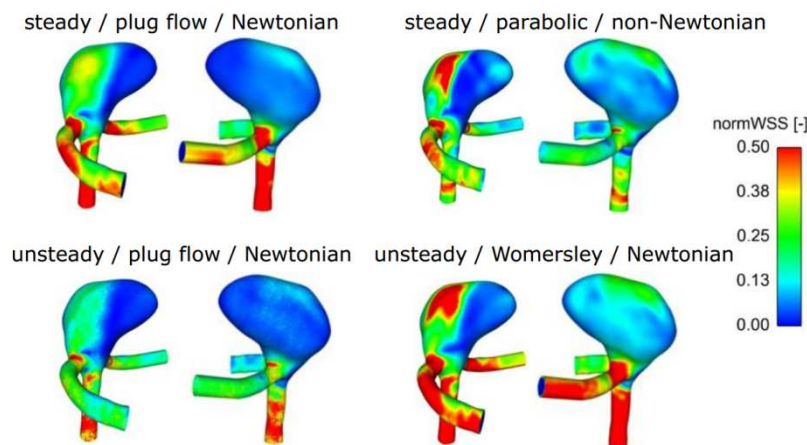 steady / plug flow / Newtonian
steady / parabolic / non-Newtonian
normWSS [-]
0.50
0.38
0.25
0.13
0.00
unsteady / plug flow / Newtonian
unsteady / Womersley / Newtonian